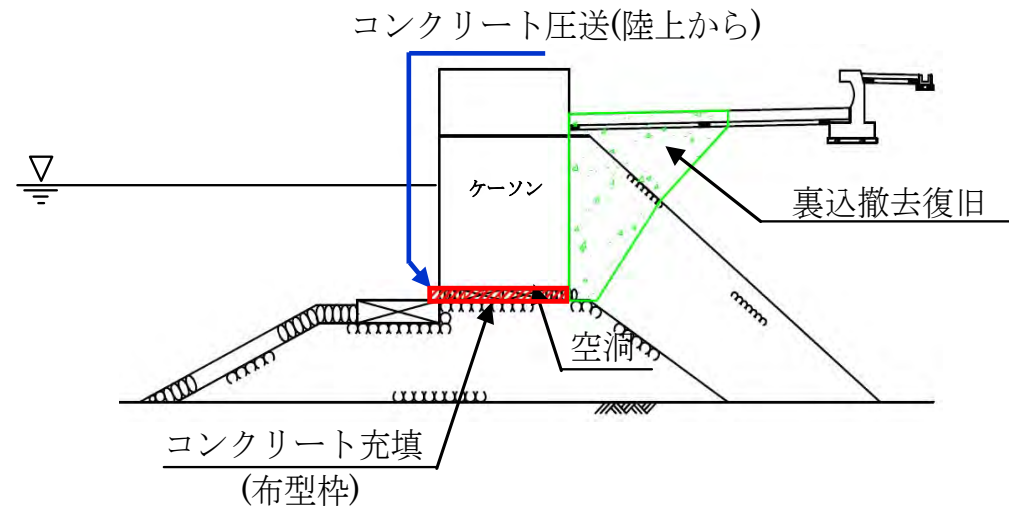 コンクリート圧送(陸上から)
ケーソン
裏込撤去復旧
空洞
コンクリート充填
(布型枠)